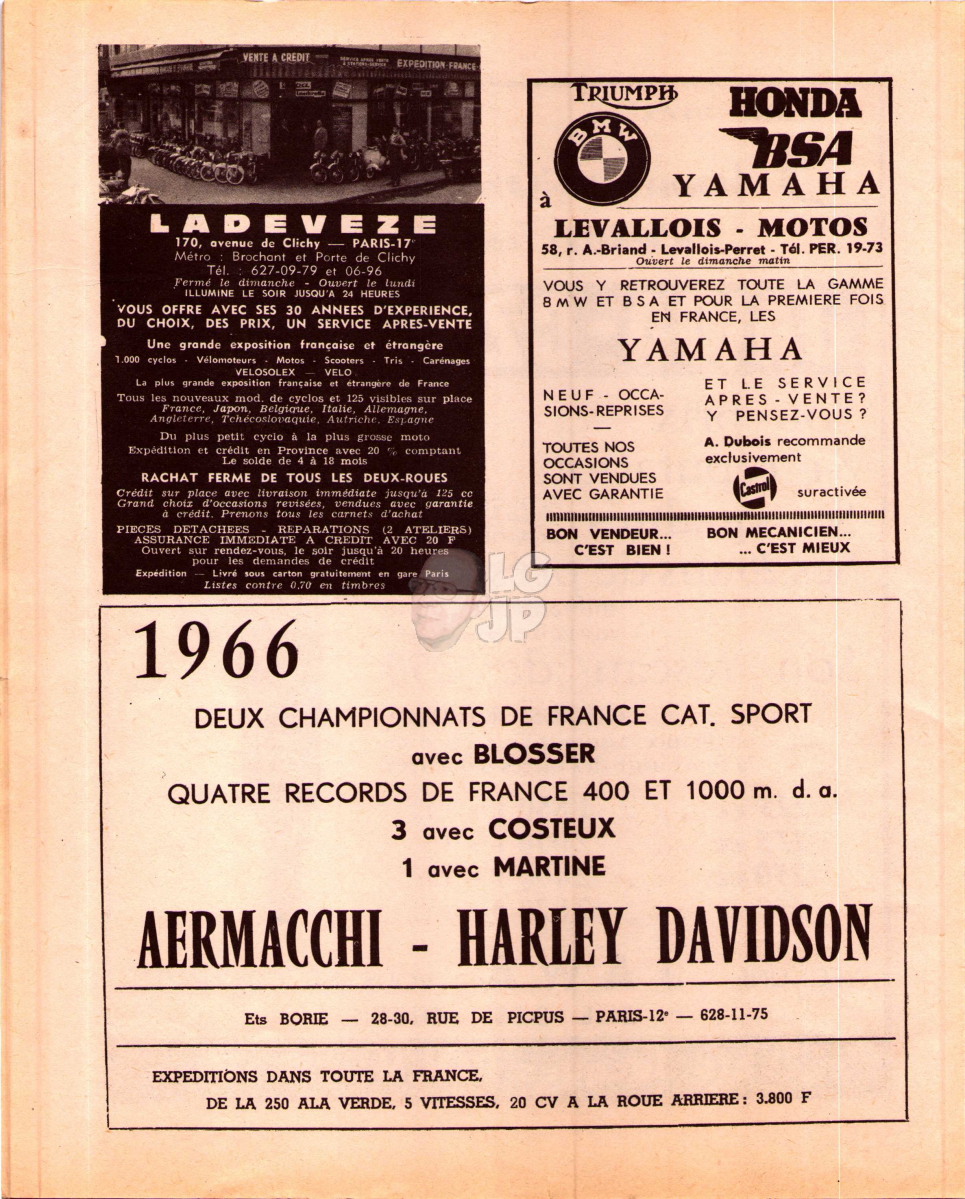 VENTE A CREDIT
SERVICE APRES VENTE
EXPEDITION-FRANCE
LADEVEZE
170, avenue de Clichy — PARIS-17e
Métro : Brochant et Porte de Clichy
Tél. : 627-09-79 et 06-96
Fermé le dimanche - Ouvert le lundi
ILLUMINE LE SOIR JUSQU'A 24 HEURES
VOUS OFFRE AVEC SES 30 ANNEES D'EXPERIENCE,
DU CHOIX, DES PRIX, UN SERVICE APRES-VENTE
Une grande exposition française et étrangère
1.000 cyclos - Vélomoteurs - Motos - Scooters - Tris - Carénages
VELOSOLEX — VELO
La plus grande exposition française et étrangère de France
Tous les nouveaux mod. de cyclos et 125 visibles sur place
France, Japon, Belgique, Italie, Allemagne,
Angleterre, Tchécoslovaquie, Autriche, Espagne
Du plus petit cyclo à la plus grosse moto
Expédition et crédit en Province avec 20 % comptant
Le solde de 4 à 18 mois
RACHAT FERME DE TOUS LES DEUX-ROUES
Crédit sur place avec livraison immédiate jusqu'à 125 cc
Grand choix d'occasions revisées, vendues avec garantie
à crédit. Prenons tous les carnets d'achat
PIECES DETACHEES - REPARATIONS (2 ATELIERS)
ASSURANCE IMMEDIATE A CREDIT AVEC 20 F
Ouvert sur rendez-vous, le soir jusqu'à 20 heures
pour les demandes de crédit
Expédition — Livré sous carton gratuitement en gare Paris
Listes contre 0,70 en timbres
TRIUMPH
HONDA
BMW
BSA
YAMAHA
à
LEVALLOIS - MOTOS
58, r. A.-Briand - Levallois-Perret - Tél. PER. 19-73
Ouvert le dimanche matin
VOUS Y RETROUVEREZ TOUTE LA GAMME
BMW ET BSA ET POUR LA PREMIERE FOIS
EN FRANCE, LES
YAMAHA
NEUF - OCCA-
SIONS-REPRISES
—
TOUTES NOS
OCCASIONS
SONT VENDUES
AVEC GARANTIE
ET LE SERVICE
APRES - VENTE?
Y PENSEZ-VOUS ?
A. Dubois recommande
exclusivement
Castrol
suractivée
BON VENDEUR...
C'EST BIEN !
BON MECANICIEN...
... C'EST MIEUX
LG
JP
1966
DEUX CHAMPIONNATS DE FRANCE CAT. SPORT
avec BLOSSER
QUATRE RECORDS DE FRANCE 400 ET 1000 m. d. a.
3 avec COSTEUX
1 avec MARTINE
AERMACCHI - HARLEY DAVIDSON
Ets BORIE — 28-30, RUE DE PICPUS — PARIS-12e — 628-11-75
EXPEDITIONS DANS TOUTE LA FRANCE,
DE LA 250 ALA VERDE, 5 VITESSES, 20 CV A LA ROUE ARRIERE : 3.800 F